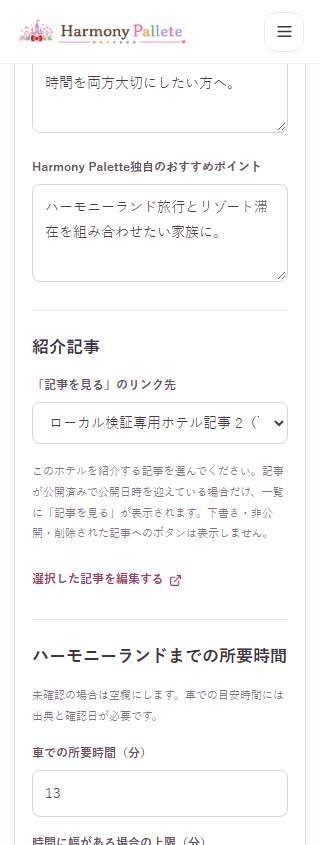 Harmony Pallete
時間を両方大切にしたい方へ。
Harmony Palette独自のおすすめポイント
ハーモニーランド旅行とリゾート滞
在を組み合わせたい家族に。
紹介記事
「記事を見る」のリンク先
ローカル検証専用ホテル記事 2（
このホテルを紹介する記事を選んでください。記事
が公開済みで公開日時を迎えている場合だけ、一覧
に「記事を見る」が表示されます。下書き・非公
開・削除された記事へのボタンは表示しません。
選択した記事を編集する
ハーモニーランドまでの所要時間
未確認の場合は空欄にします。車での目安時間には
出典と確認日が必要です。
車での所要時間（分）
13
時間に幅がある場合の上限（分）